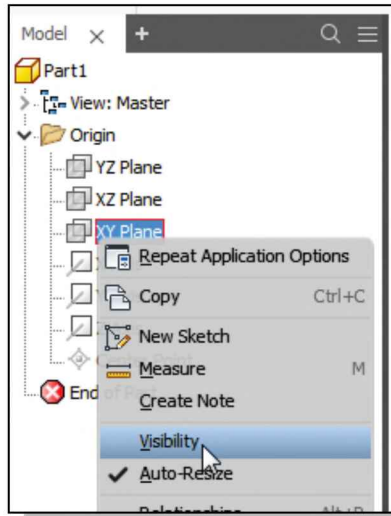 Model
Part1
View: Master
Origin
YZ Plane
XZ Plane
XY Plane
Repeat Application Options
Copy Ctrl+C
New Sketch
Measure M
End of
Create Note
Visibility
Auto-Resize